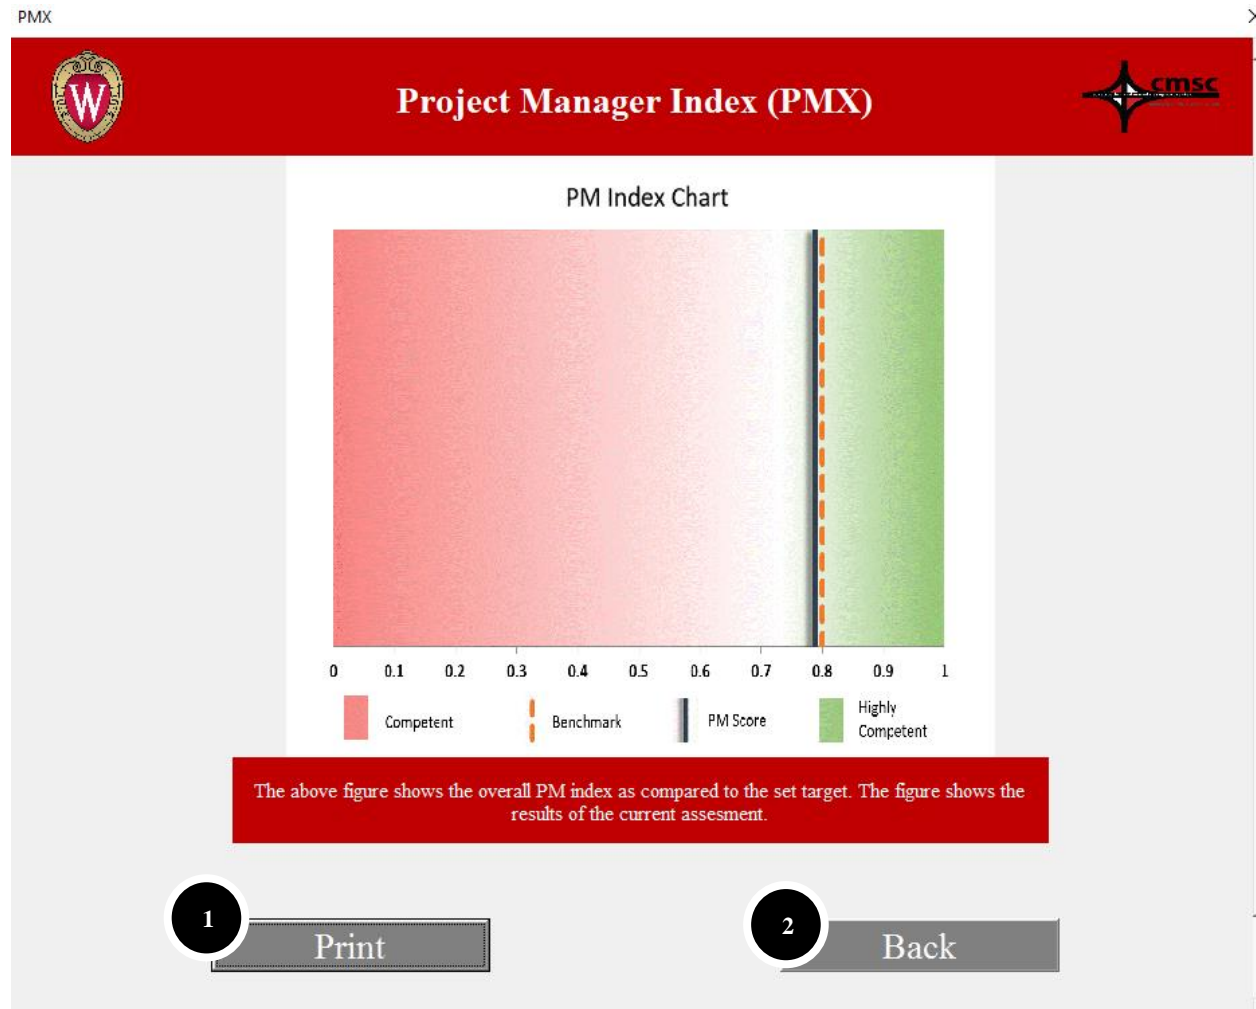 PMX
W
Project Manager Index (PMX)
cmsc
PM Index Chart
0 0.1 0.2 0.3 0.4 0.5 0.6 0.7 0.8 0.9 1
Competent
Benchmark
PM Score
Highly
Competent
The above figure shows the overall PM index as compared to the set target. The figure shows the
results of the current assesment.
1
Print
2
Back